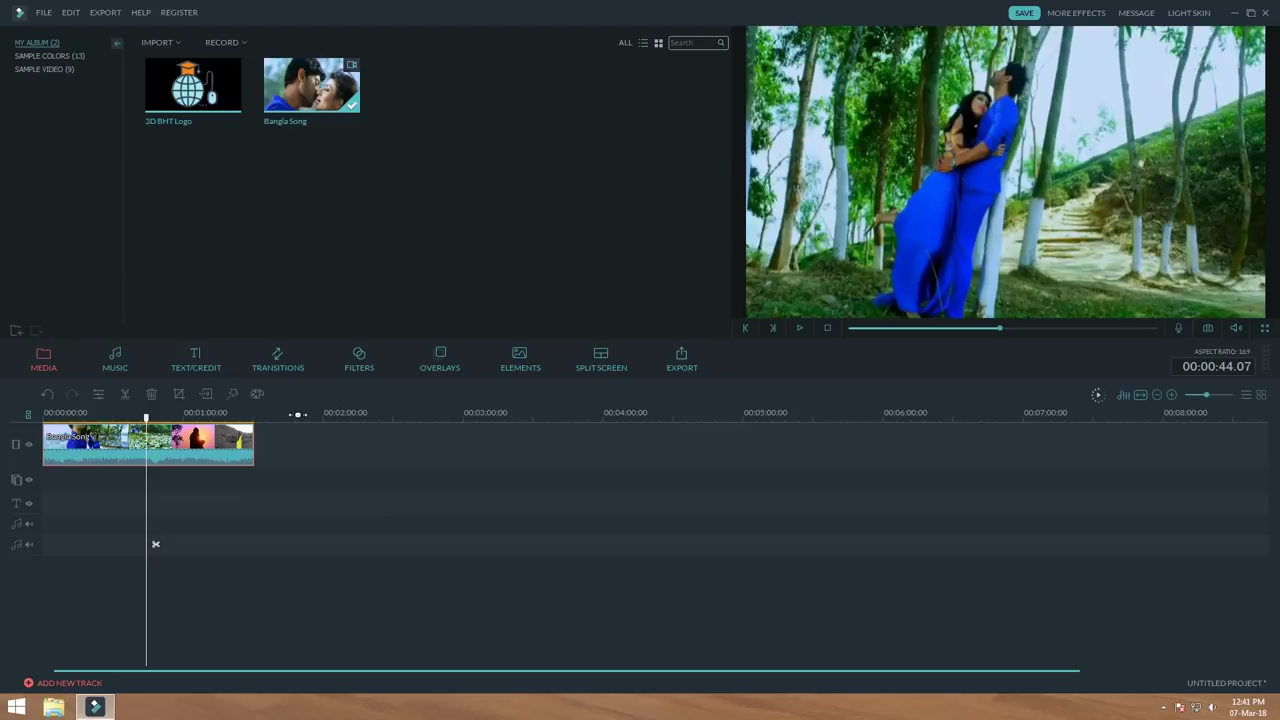 FILE EDIT EXPORT HELP REGISTER SAVE MORE EFFECTS MESSAGE LIGHT SKIN
MY ALBUM (2)
SAMPLE COLORS (13)
SAMPLE VIDEO (9)
IMPORT RECORD ALL Search
3D BHT Logo Bangla Song
MEDIA MUSIC TEXT/CREDIT TRANSITIONS FILTERS OVERLAYS ELEMENTS SPLIT SCREEN EXPORT
ASPECT RATIO: 16:9
00:00:44.07
00:00:00:00 00:01:00:00 00:02:00:00 00:03:00:00 00:04:00:00 00:05:00:00 00:06:00:00 00:07:00:00 00:08:00:00
Bangla Song
ADD NEW TRACK UNTITLED PROJECT *
12:41 PM
07-Mar-18